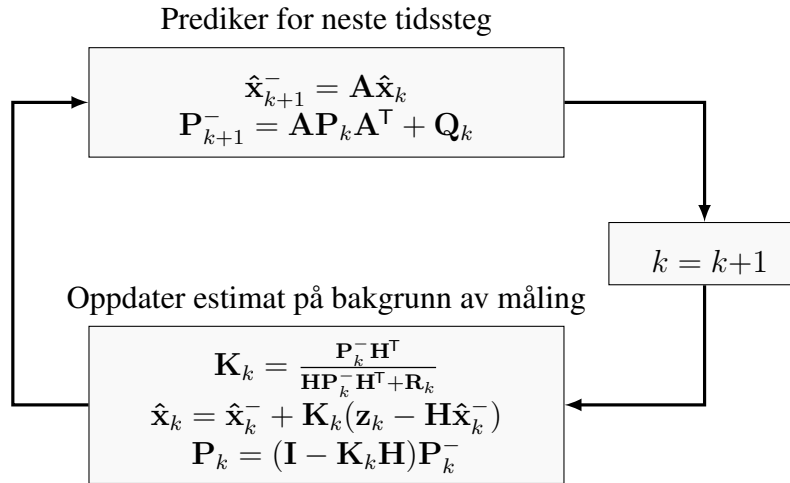 Prediker for neste tidssteg
x̂⁻ₖ₊₁ = Ax̂ₖ
P⁻ₖ₊₁ = APₖAᵀ + Qₖ
k = k+1
Oppdater estimat på bakgrunn av måling
Kₖ = P⁻ₖHᵀ / HP⁻ₖHᵀ+Rₖ
x̂ₖ = x̂⁻ₖ + Kₖ(zₖ − Hx̂⁻ₖ)
Pₖ = (I − KₖH)P⁻ₖ